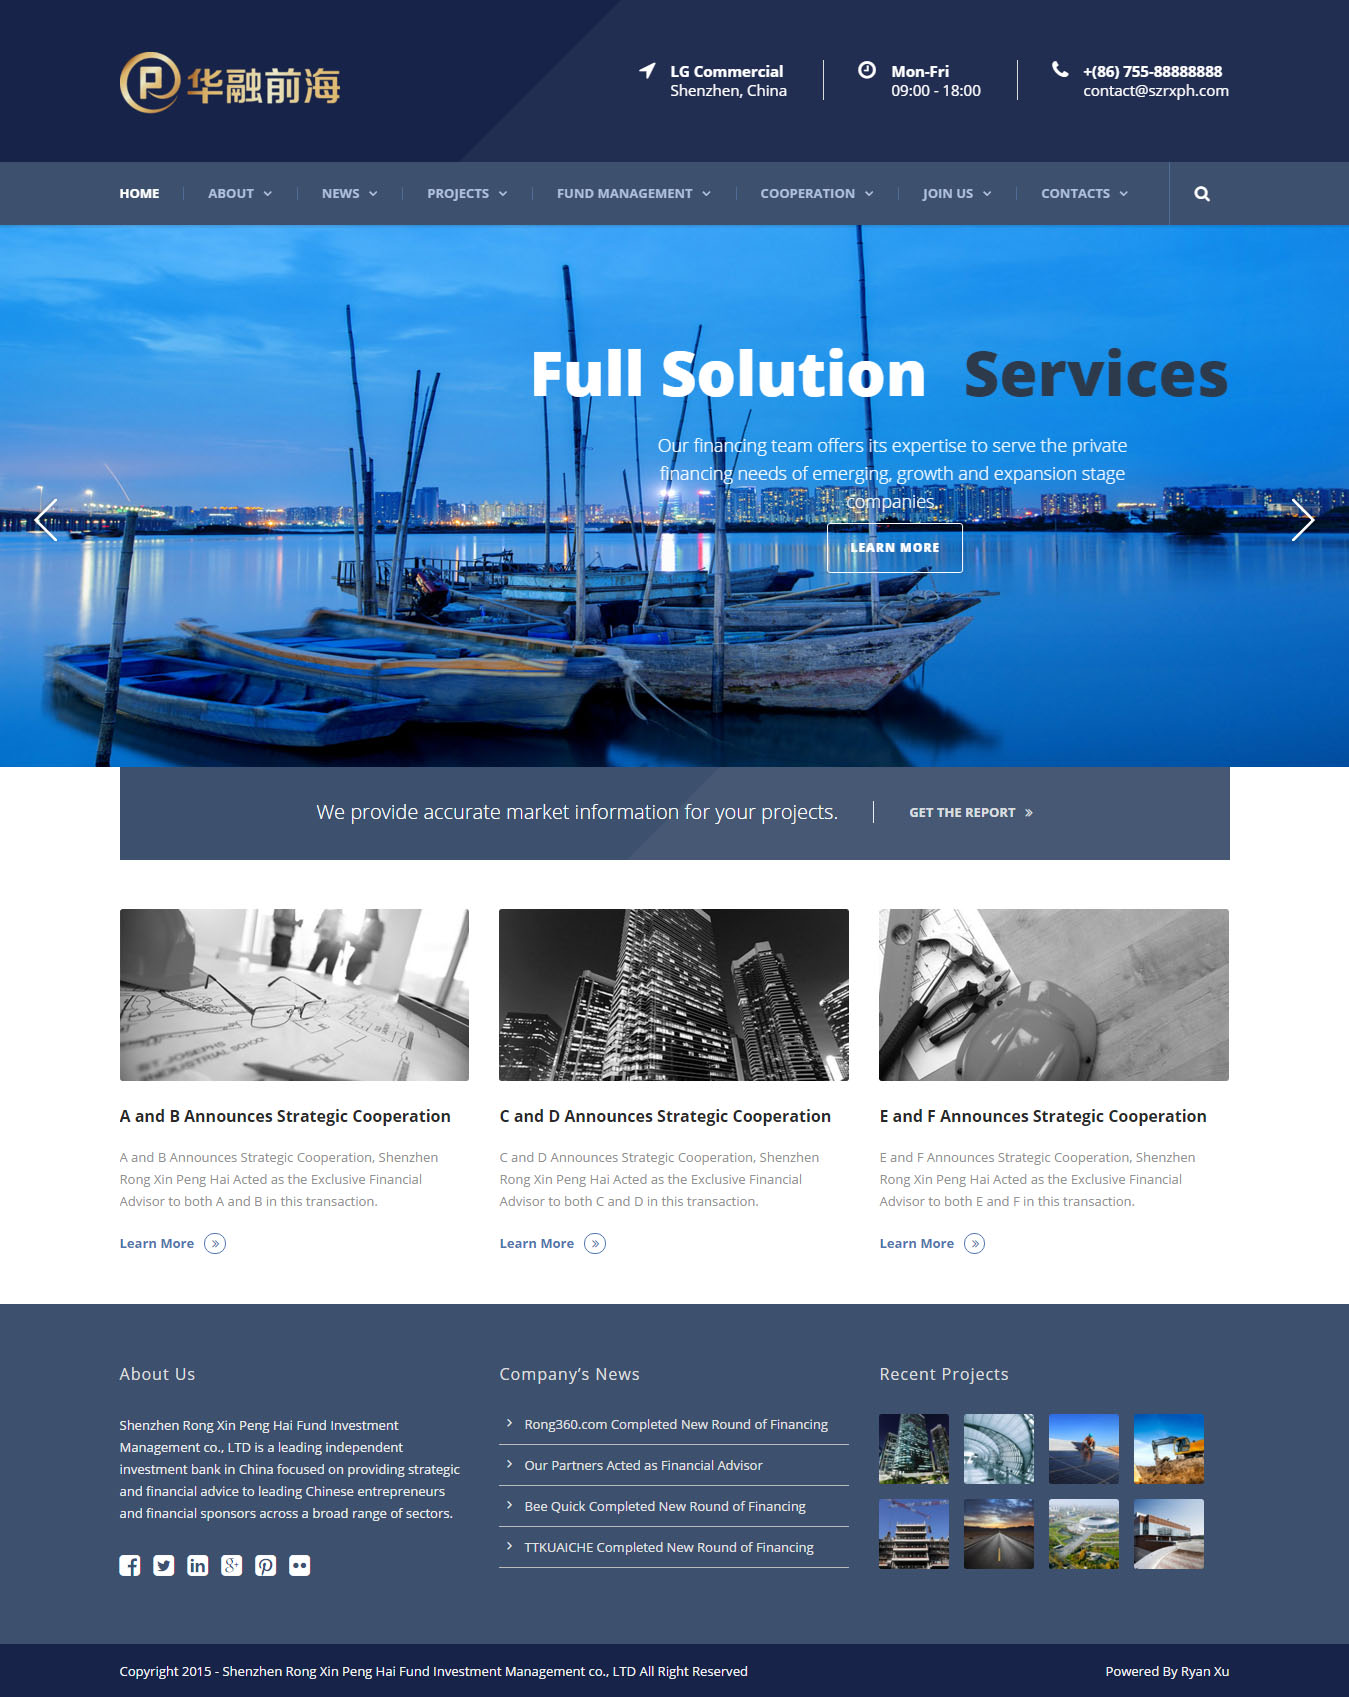 华融前海
LG Commercial
Shenzhen, China
Mon-Fri
09:00 - 18:00
+(86) 755-88888888
contact@szrxph.com
HOME
ABOUT
NEWS
PROJECTS
FUND MANAGEMENT
COOPERATION
JOIN US
CONTACTS
Full Solution Services
Our financing team offers its expertise to serve the private
financing needs of emerging, growth and expansion stage
companies.
LEARN MORE
We provide accurate market information for your projects.
GET THE REPORT »
ST JOSEPHS
INDUSTRIAL SCHOOL
A and B Announces Strategic Cooperation
A and B Announces Strategic Cooperation, Shenzhen
Rong Xin Peng Hai Acted as the Exclusive Financial
Advisor to both A and B in this transaction.
Learn More »
C and D Announces Strategic Cooperation
C and D Announces Strategic Cooperation, Shenzhen
Rong Xin Peng Hai Acted as the Exclusive Financial
Advisor to both C and D in this transaction.
Learn More »
E and F Announces Strategic Cooperation
E and F Announces Strategic Cooperation, Shenzhen
Rong Xin Peng Hai Acted as the Exclusive Financial
Advisor to both E and F in this transaction.
Learn More »
About Us
Shenzhen Rong Xin Peng Hai Fund Investment
Management co., LTD is a leading independent
investment bank in China focused on providing strategic
and financial advice to leading Chinese entrepreneurs
and financial sponsors across a broad range of sectors.
Company’s News
Rong360.com Completed New Round of Financing
Our Partners Acted as Financial Advisor
Bee Quick Completed New Round of Financing
TTKUAICHE Completed New Round of Financing
Recent Projects
Copyright 2015 - Shenzhen Rong Xin Peng Hai Fund Investment Management co., LTD All Right Reserved
Powered By Ryan Xu